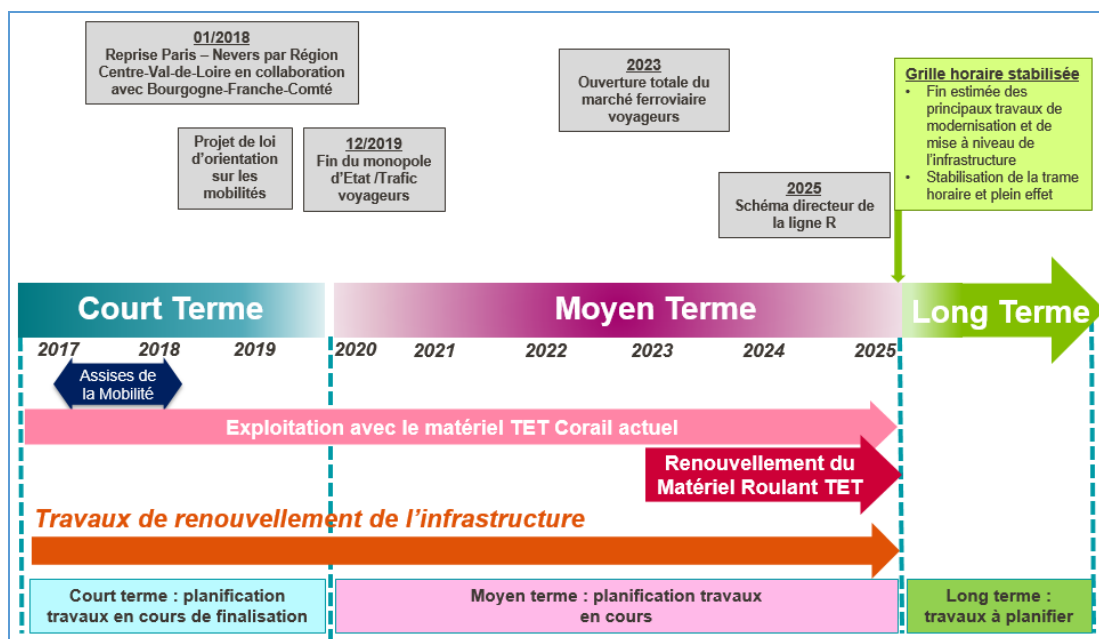 01/2018
Reprise Paris – Nevers par Région
Centre-Val-de-Loire en collaboration
avec Bourgogne-Franche-Comté
Projet de loi
d'orientation
sur les
mobilités
12/2019
Fin du monopole
d'Etat /Trafic
voyageurs
2023
Ouverture totale du
marché ferroviaire
voyageurs
2025
Schéma directeur de
la ligne R
Grille horaire stabilisée
• Fin estimée des
principaux travaux de
modernisation et de
mise à niveau de
l'infrastructure
• Stabilisation de la trame
horaire et plein effet
Court Terme
Moyen Terme
Long Terme
2017 2018 2019 2020 2021 2022 2023 2024 2025
Assises de
la Mobilité
Exploitation avec le matériel TET Corail actuel
Renouvellement du
Matériel Roulant TET
Travaux de renouvellement de l'infrastructure
Court terme : planification
travaux en cours de finalisation
Moyen terme : planification travaux
en cours
Long terme :
travaux à planifier